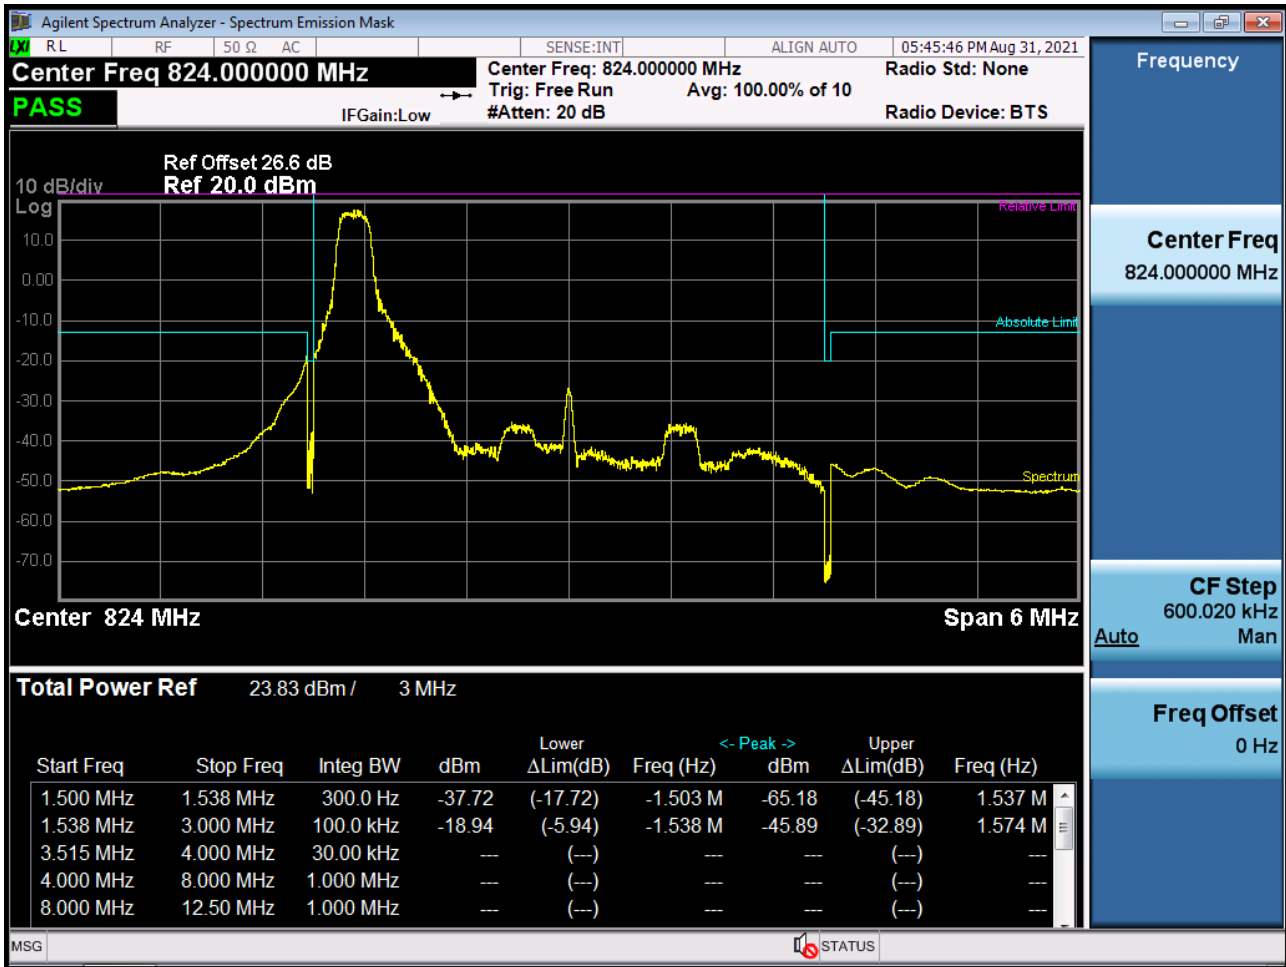 Agilent Spectrum Analyzer - Spectrum Emission Mask
LXI RL RF 50 Ω AC SENSE:INT ALIGN AUTO 05:45:46 PM Aug 31, 2021
Center Freq 824.000000 MHz
Center Freq: 824.000000 MHz Radio Std: None
Trig: Free Run Avg: 100.00% of 10
PASS IFGain:Low #Atten: 20 dB Radio Device: BTS
Ref Offset 26.6 dB
10 dB/div Ref 20.0 dBm
Log
Relative Limit
10.0
0.00
-10.0
Absolute Limit
-20.0
-30.0
-40.0
-50.0
Spectrum
-60.0
-70.0
Center 824 MHz Span 6 MHz
Total Power Ref 23.83 dBm / 3 MHz
Lower <- Peak -> Upper
Start Freq Stop Freq Integ BW dBm ΔLim(dB) Freq (Hz) dBm ΔLim(dB) Freq (Hz)
1.500 MHz 1.538 MHz 300.0 Hz -37.72 (-17.72) -1.503 M -65.18 (-45.18) 1.537 M
1.538 MHz 3.000 MHz 100.0 kHz -18.94 (-5.94) -1.538 M -45.89 (-32.89) 1.574 M
3.515 MHz 4.000 MHz 30.00 kHz --- (---) --- --- (---) ---
4.000 MHz 8.000 MHz 1.000 MHz --- (---) --- --- (---) ---
8.000 MHz 12.50 MHz 1.000 MHz --- (---) --- --- (---) ---
MSG STATUS
Frequency
Center Freq
824.000000 MHz
CF Step
600.020 kHz
Auto Man
Freq Offset
0 Hz